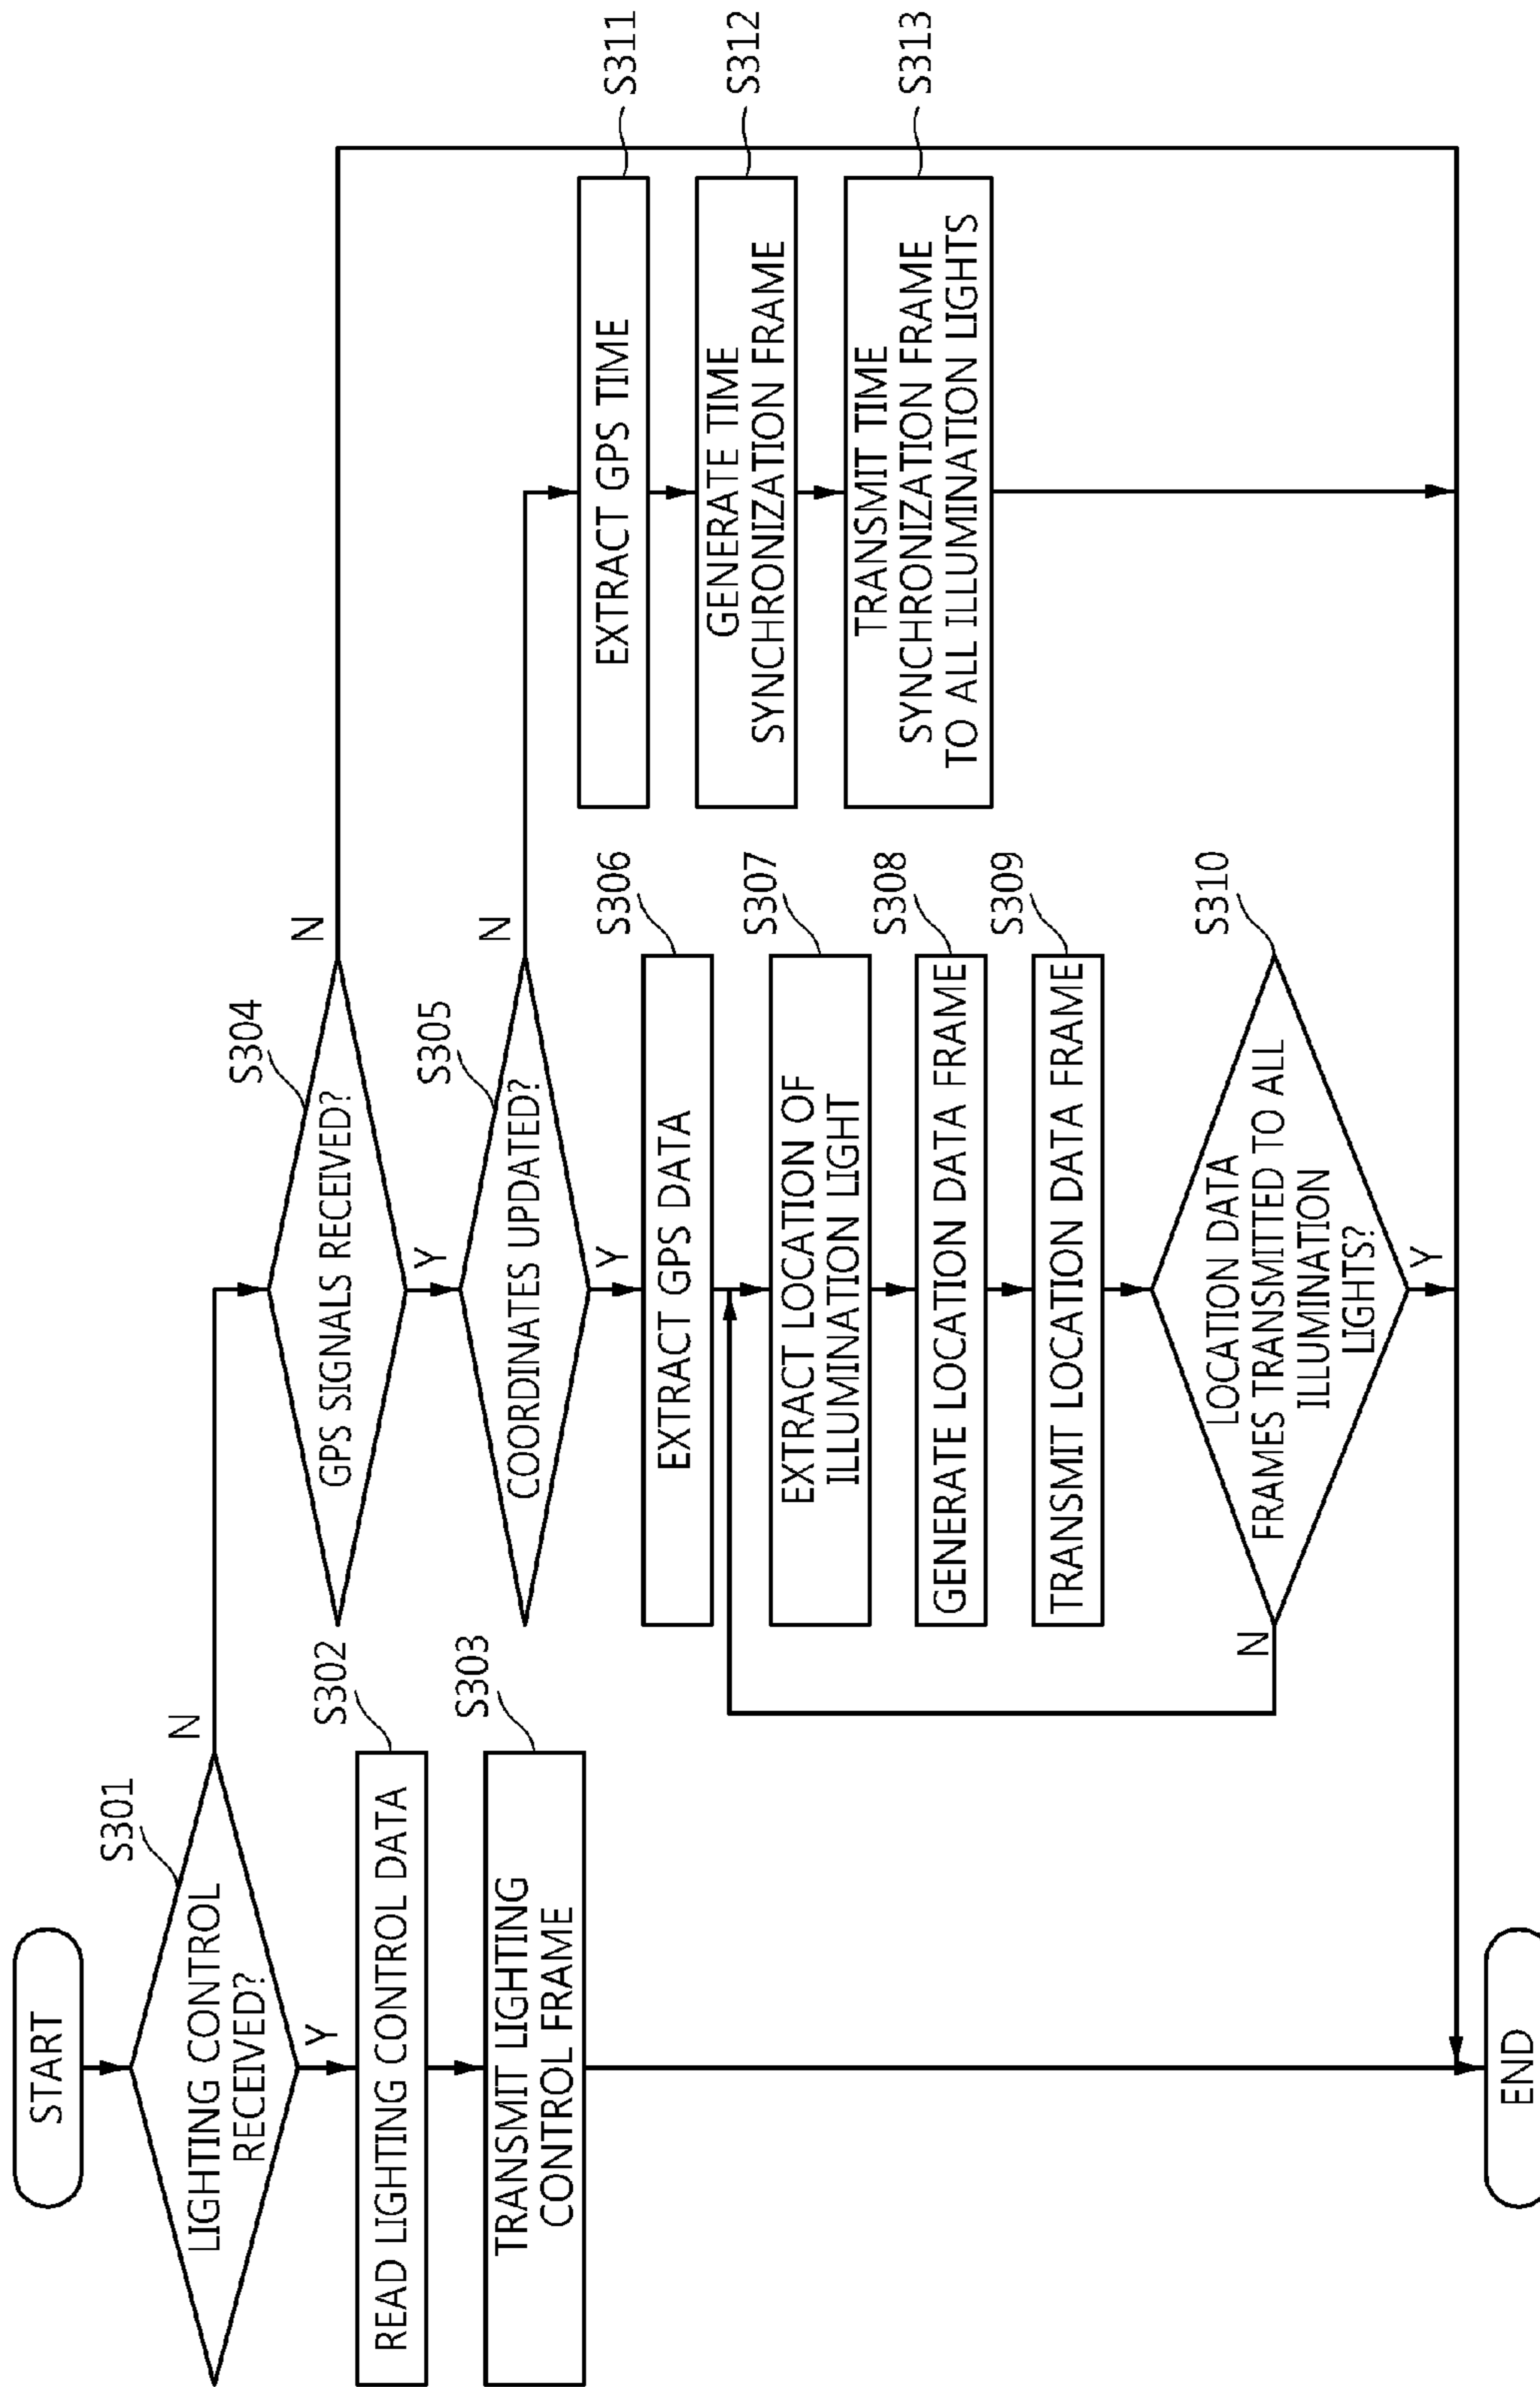 START
S301
LIGHTING CONTROL
RECEIVED?
N
Y
S302
READ LIGHTING CONTROL DATA
S303
TRANSMIT LIGHTING
CONTROL FRAME
S304
GPS SIGNALS RECEIVED?
N
Y
S305
COORDINATES UPDATED?
N
Y
S306
EXTRACT GPS DATA
S307
EXTRACT LOCATION OF
ILLUMINATION LIGHT
S308
GENERATE LOCATION DATA FRAME
S309
TRANSMIT LOCATION DATA FRAME
S310
LOCATION DATA
FRAMES TRANSMITTED TO ALL
ILLUMINATION
LIGHTS?
N
Y
S311
EXTRACT GPS TIME
S312
GENERATE TIME
SYNCHRONIZATION FRAME
S313
TRANSMIT TIME
SYNCHRONIZATION FRAME
TO ALL ILLUMINATION LIGHTS
END